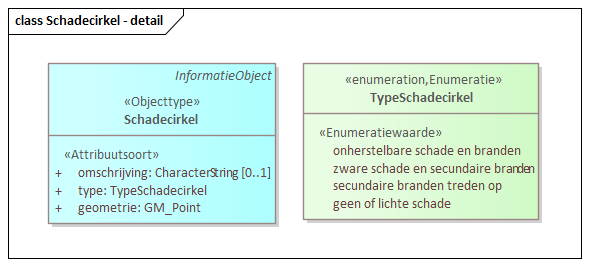 class Schadecirkel - detail
InformatieObject
«Objecttype»
Schadecirkel
«Attribuutsoort»
+ omschrijving: CharacterString [0..1]
+ type: TypeSchadecirkel
+ geometrie: GM_Point
«enumeration,Enumeratie»
TypeSchadecirkel
«Enumeratiewaarde»
onherstelbare schade en branden
zware schade en secundaire branden
secundaire branden treden op
geen of lichte schade